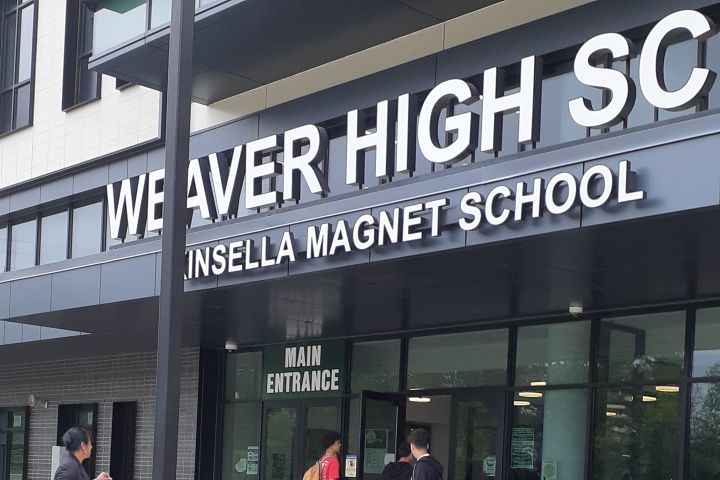 WEAVER HIGH SC
KINSELLA MAGNET SCHOOL
MAIN
ENTRANCE